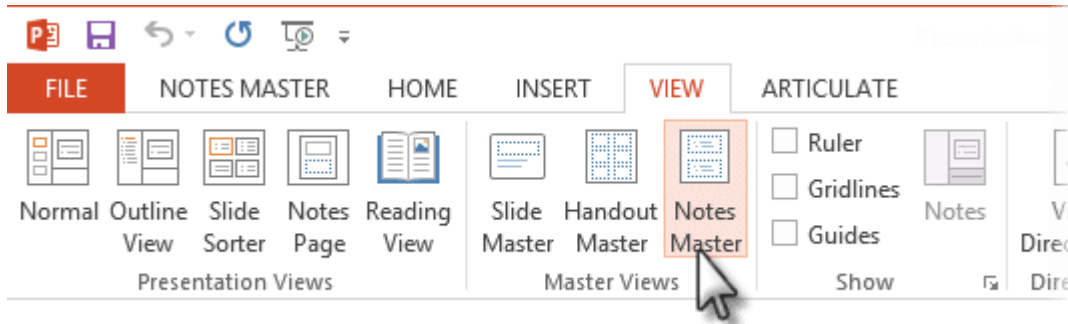 FILE NOTES MASTER HOME INSERT VIEW ARTICULATE
Normal Outline View Slide Sorter Notes Page Reading View
Presentation Views
Slide Master Handout Master Notes Master
Master Views
Ruler
Gridlines
Guides
Notes
Show